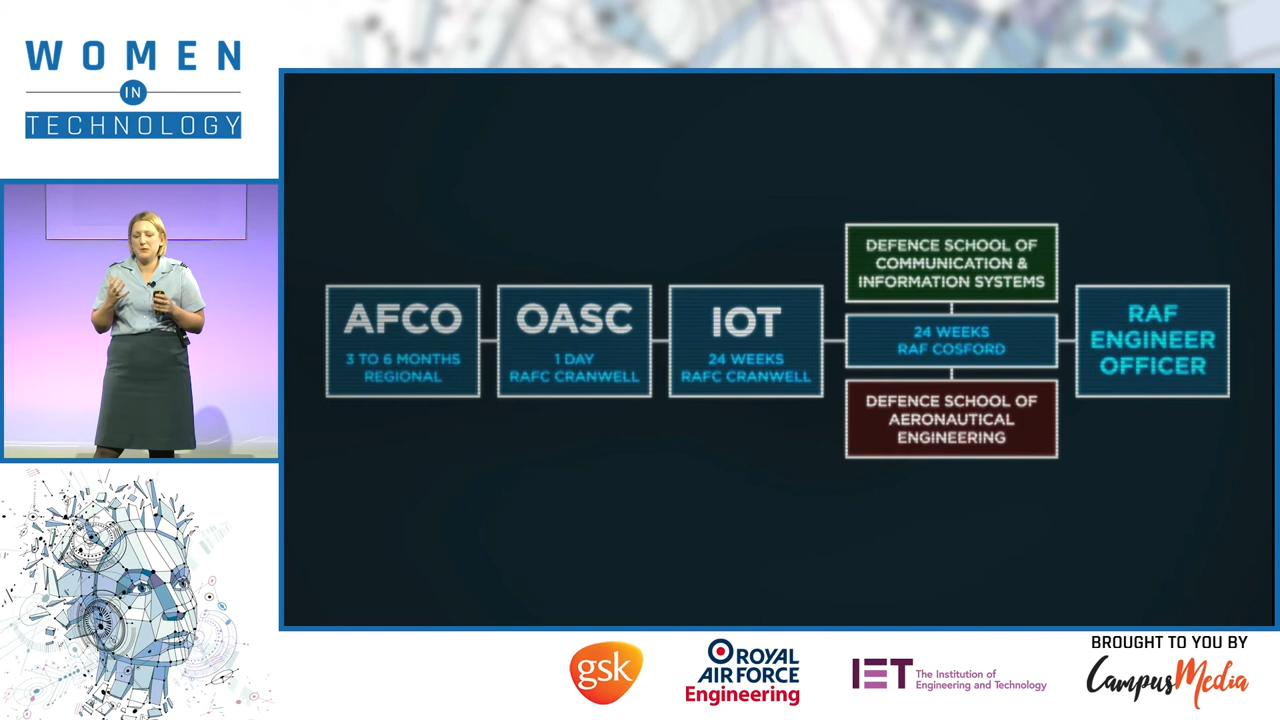 WOMEN
IN
TECHNOLOGY
AFCO
3 TO 6 MONTHS
REGIONAL
OASC
1 DAY
RAFC CRANWELL
IOT
24 WEEKS
RAFC CRANWELL
DEFENCE SCHOOL OF
COMMUNICATION &
INFORMATION SYSTEMS
24 WEEKS
RAF COSFORD
DEFENCE SCHOOL OF
AERONAUTICAL
ENGINEERING
RAF
ENGINEER
OFFICER
gsk
ROYAL
AIR FORCE
Engineering
IET The Institution of
Engineering and Technology
BROUGHT TO YOU BY
CampusMedia